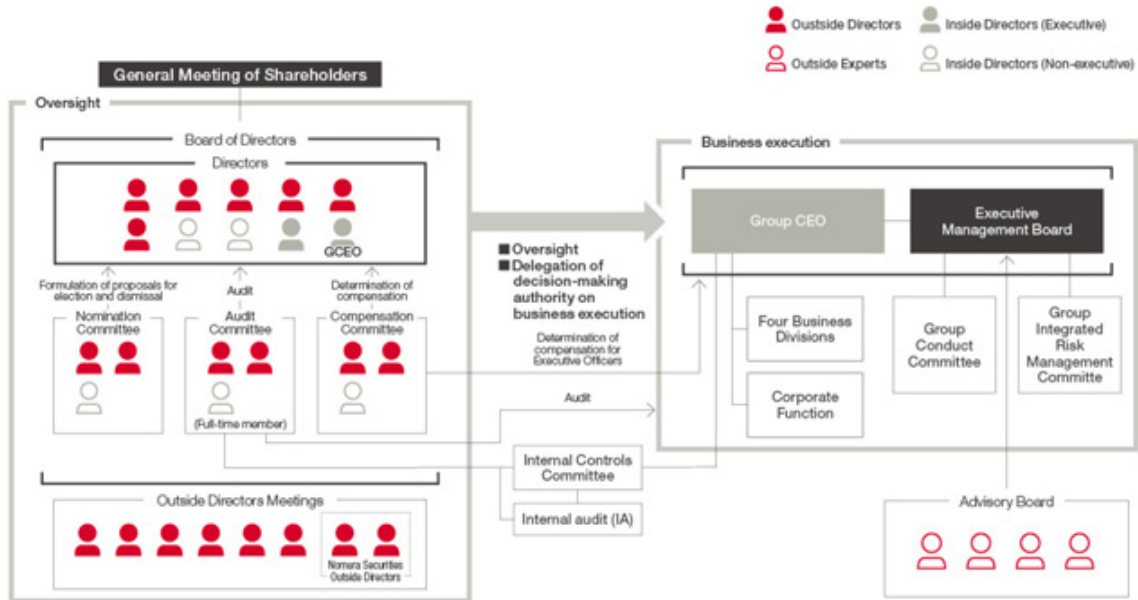 Oustside Directors
Inside Directors (Executive)
Outside Experts
Inside Directors (Non-executive)
General Meeting of Shareholders
Oversight
Board of Directors
Directors
GCEO
Formulation of proposals for
election and dismissal
Audit
Determination of
compensation
Nomination
Committee
Audit
Committee
Compensation
Committee
(Full-time member)
Outside Directors Meetings
Nomura Securities
Outside Directors
■ Oversight
■ Delegation of
decision-making
authority on
business execution
Determination of
compensation for
Executive Officers
Audit
Internal Controls
Committee
Internal audit (IA)
Business execution
Group CEO
Executive
Management Board
Four Business
Divisions
Corporate
Function
Group
Conduct
Committee
Group
Integrated
Risk
Management
Committe
Advisory Board